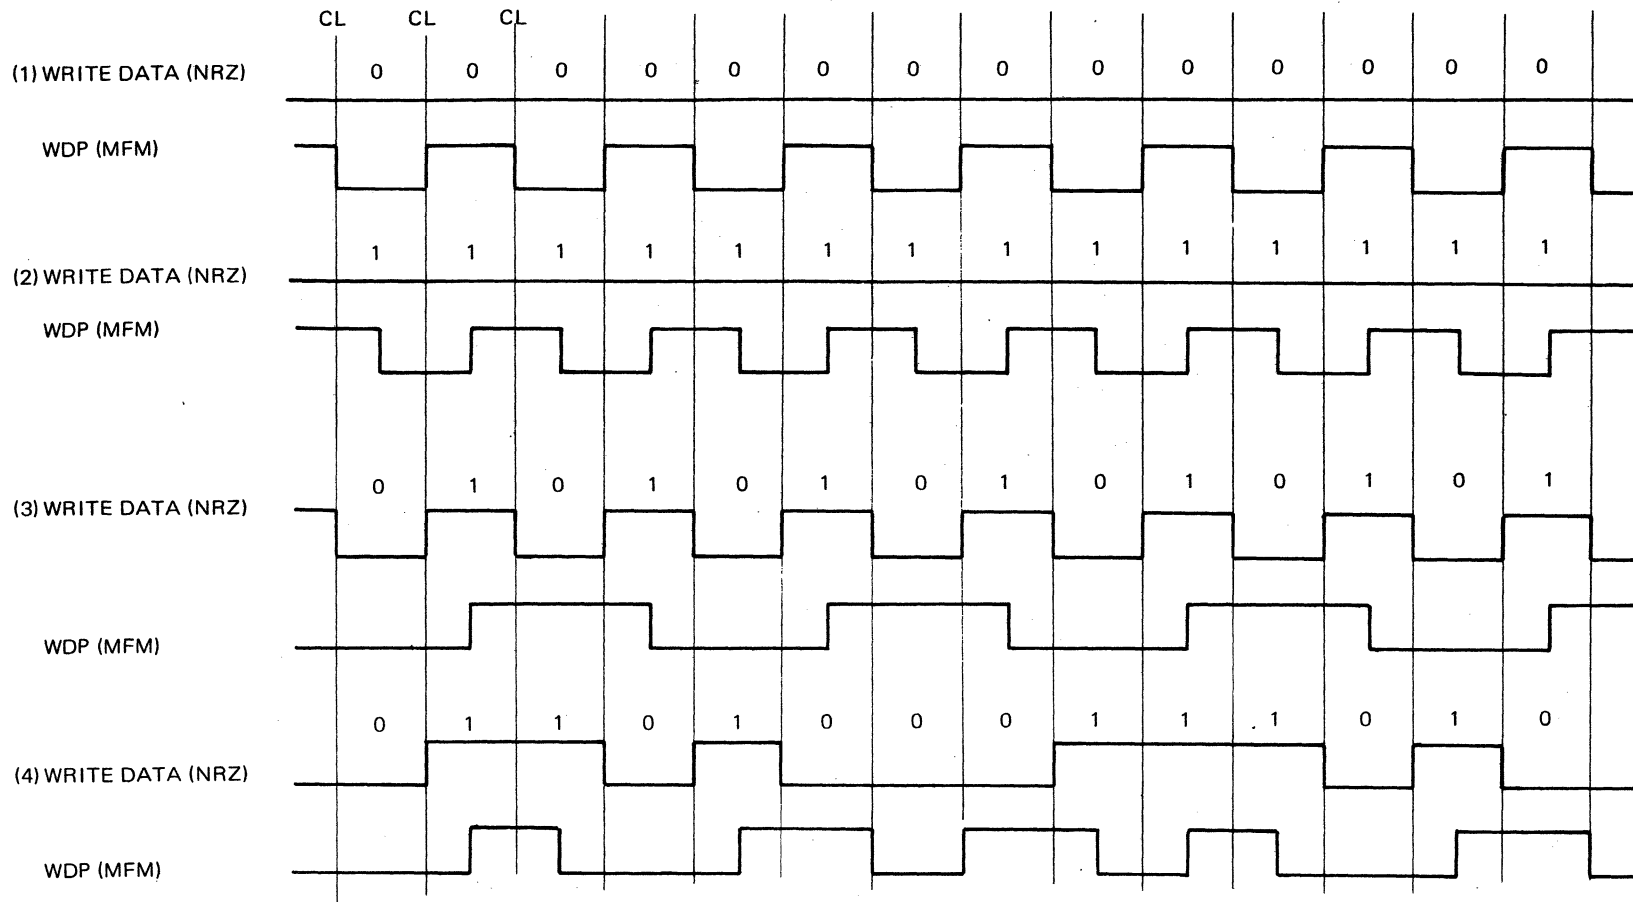 CL CL CL
(1) WRITE DATA (NRZ) 0 0 0 0 0 0 0 0 0 0 0 0 0 0
WDP (MFM)
1 1 1 1 1 1 1 1 1 1 1 1 1 1
(2) WRITE DATA (NRZ)
WDP (MFM)
0 1 0 1 0 1 0 1 0 1 0 1 0 1
(3) WRITE DATA (NRZ)
WDP (MFM)
0 1 1 0 1 0 0 0 1 1 1 0 1 0
(4) WRITE DATA (NRZ)
WDP (MFM)